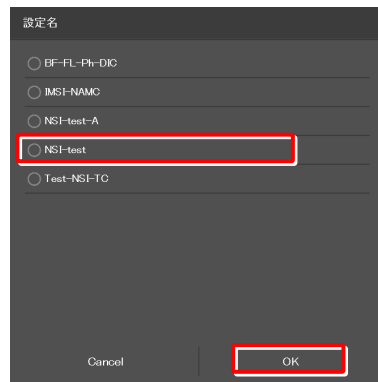 設定名
BF-FL-Ph-DIC
IMSI-NAMC
NSI-test-A
NSI-test
Test-NSI-TC
Cancel
OK